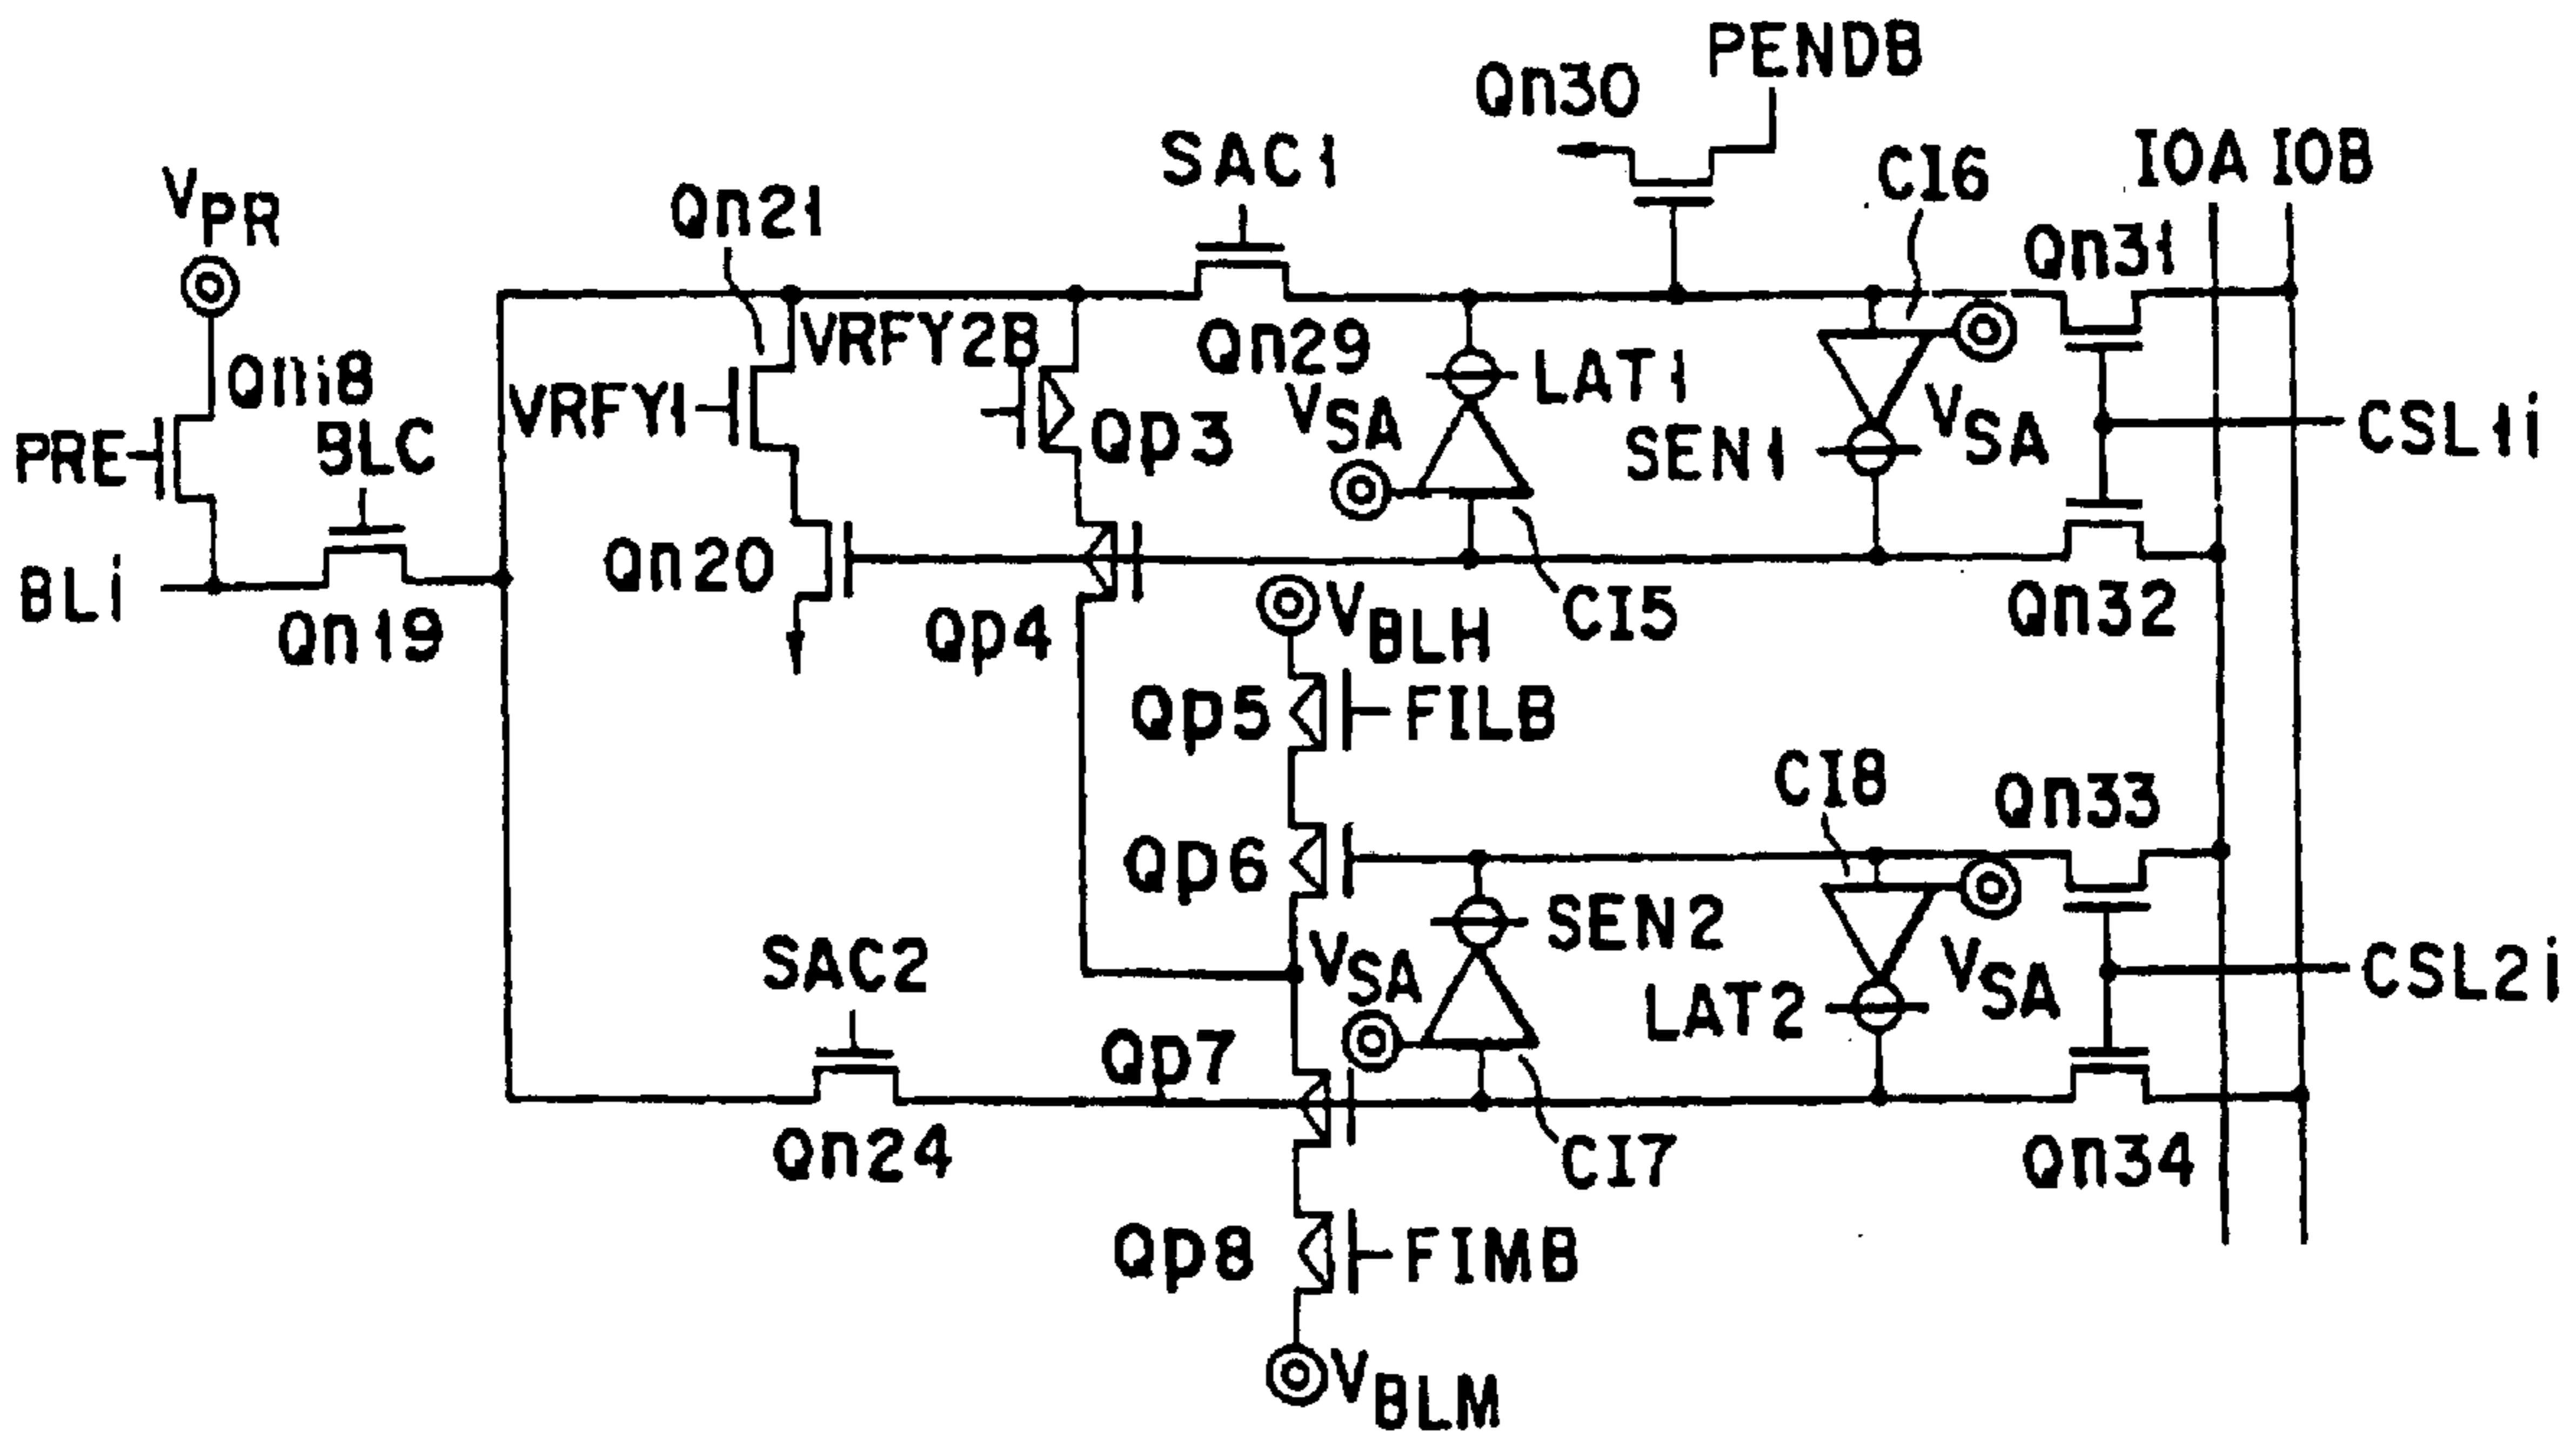 PENDB
Qn30
SAC1
CI6
IOA IOB
VPR
Qn21
Qn31
VRFY2B
Qn29
LAT1
Qni8
VRFY1
Qp3
VSA
SEN1
VSA
CSL1i
PRE
BLC
BLi
Qn19
Qn20
Qp4
VBLH
CI5
Qn32
Qp5
FILB
CI8
Qn33
Qp6
SEN2
SAC2
VSA
LAT2
VSA
CSL2i
Qp7
Qn24
CI7
Qn34
Qp8
FIMB
VBLM